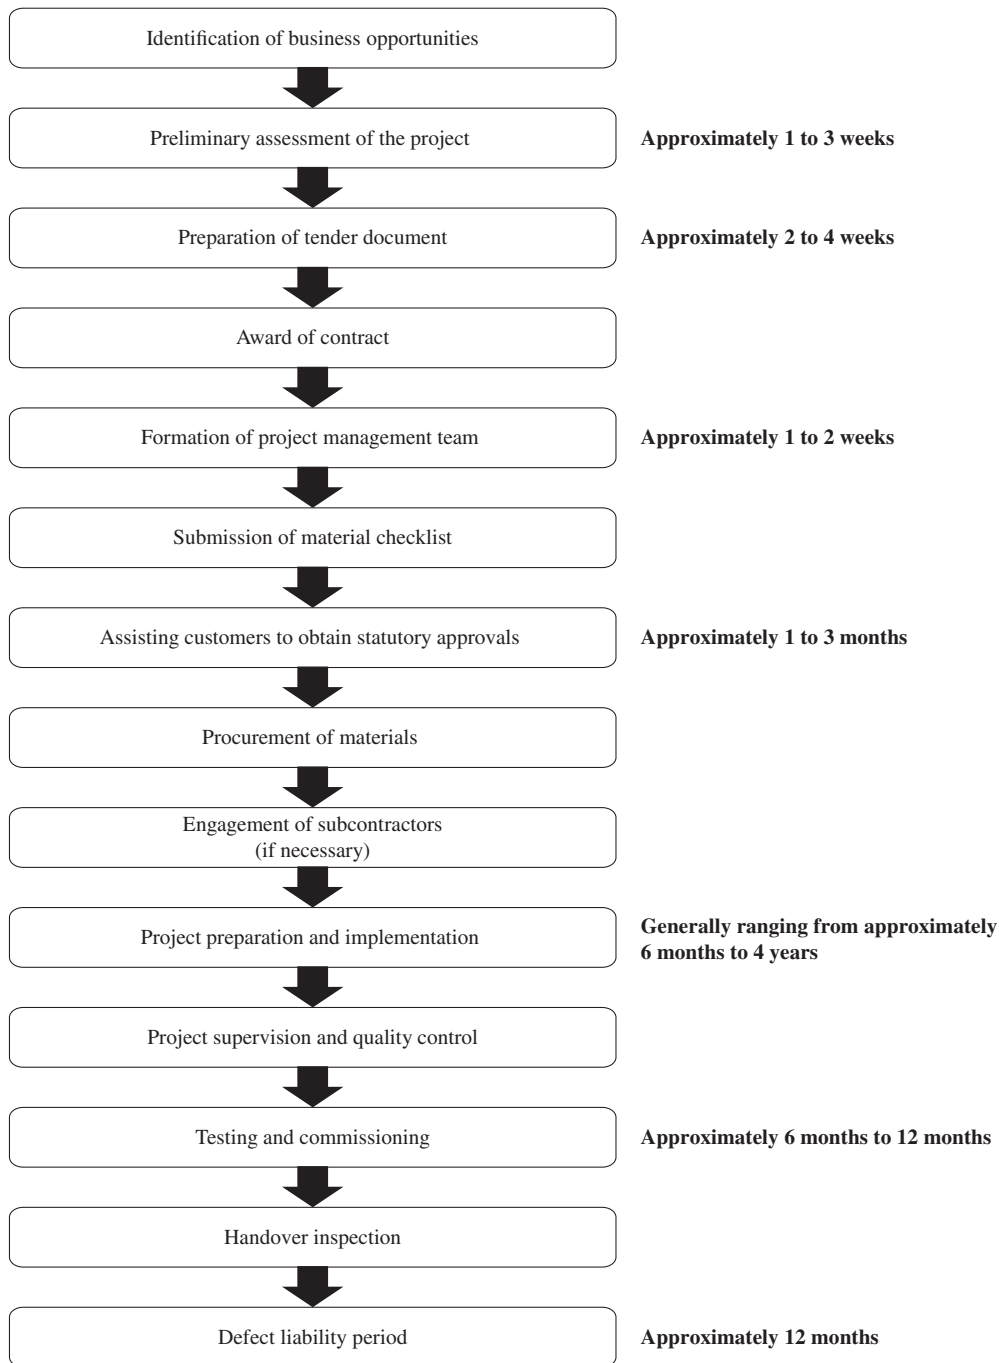 Identification of business opportunities
Preliminary assessment of the project
Approximately 1 to 3 weeks
Preparation of tender document
Approximately 2 to 4 weeks
Award of contract
Formation of project management team
Approximately 1 to 2 weeks
Submission of material checklist
Assisting customers to obtain statutory approvals
Approximately 1 to 3 months
Procurement of materials
Engagement of subcontractors
(if necessary)
Project preparation and implementation
Generally ranging from approximately
6 months to 4 years
Project supervision and quality control
Testing and commissioning
Approximately 6 months to 12 months
Handover inspection
Defect liability period
Approximately 12 months